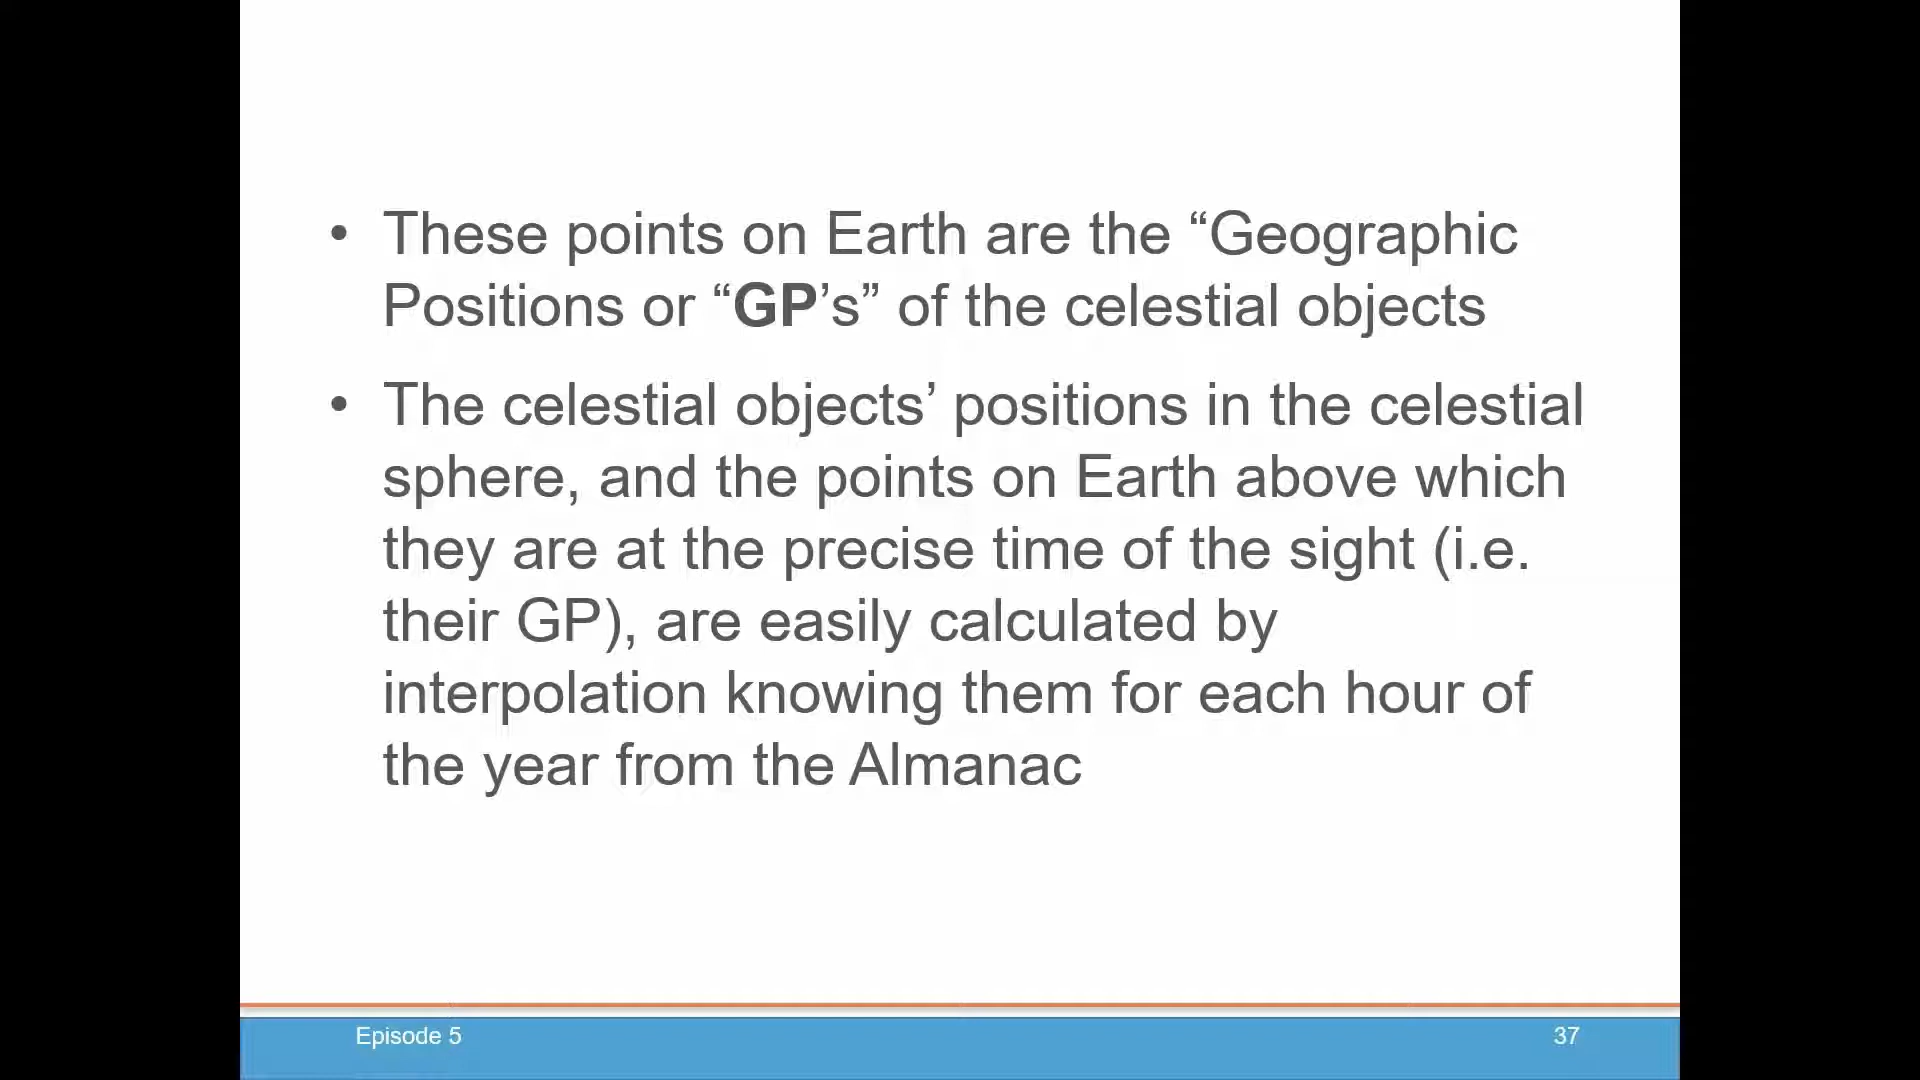 • These points on Earth are the “Geographic
Positions or “GP’s” of the celestial objects
• The celestial objects’ positions in the celestial
sphere, and the points on Earth above which
they are at the precise time of the sight (i.e.
their GP), are easily calculated by
interpolation knowing them for each hour of
the year from the Almanac
Episode 5
37